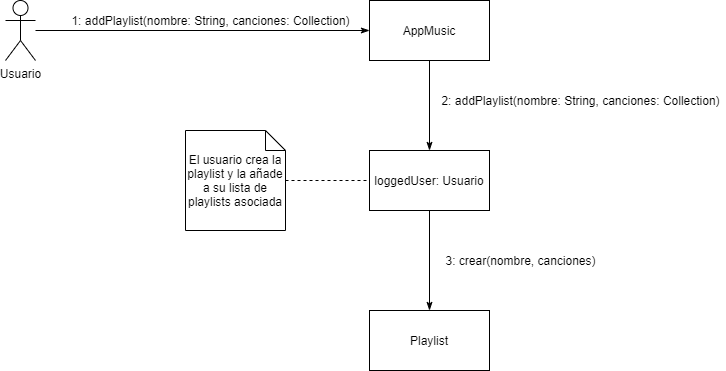 1: addPlaylist(nombre: String, canciones: Collection)
AppMusic
Usuario
2: addPlaylist(nombre: String, canciones: Collection)
El usuario crea la
playlist y la añade
a su lista de
playlists asociada
loggedUser: Usuario
3: crear(nombre, canciones)
Playlist